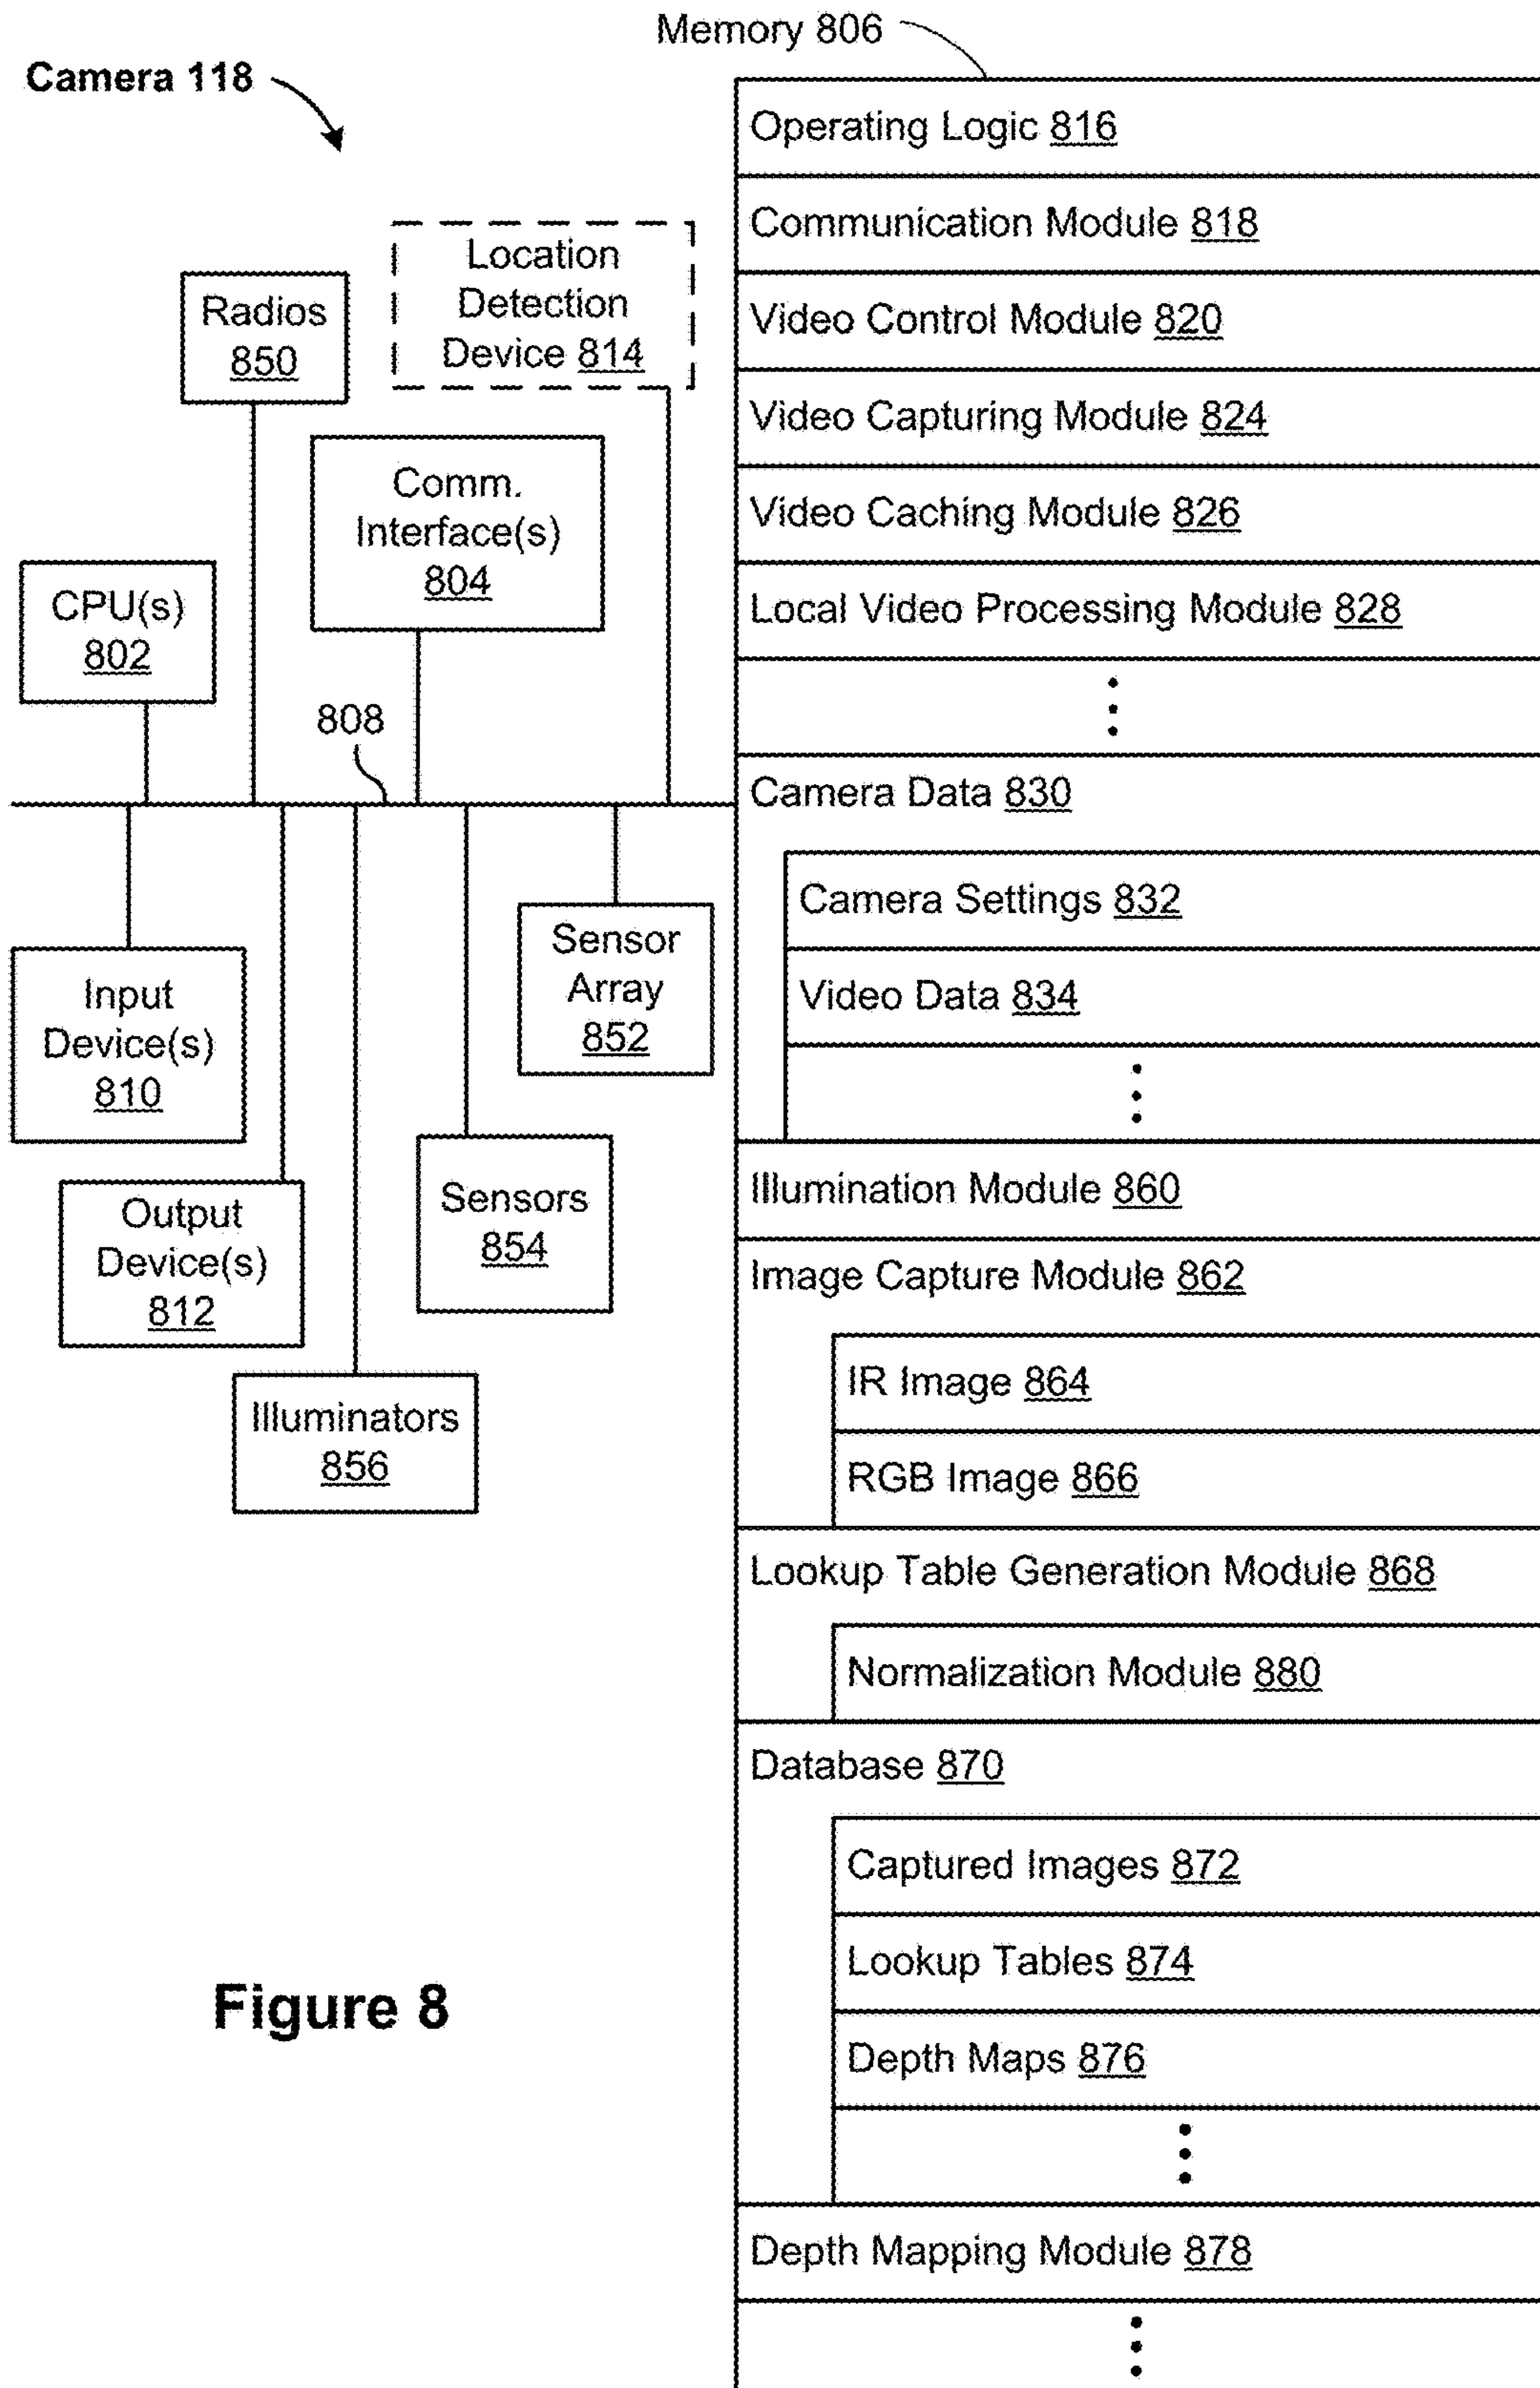 Memory 806
Camera 118
Location
Detection
Device 814
Radios
850
Comm.
Interface(s)
804
CPU(s)
802
808
Input
Device(s)
810
Sensor
Array
852
Sensors
854
Output
Device(s)
812
Illuminators
856
Operating Logic 816
Communication Module 818
Video Control Module 820
Video Capturing Module 824
Video Caching Module 826
Local Video Processing Module 828
Camera Data 830
Camera Settings 832
Video Data 834
Illumination Module 860
Image Capture Module 862
IR Image 864
RGB Image 866
Lookup Table Generation Module 868
Normalization Module 880
Database 870
Captured Images 872
Lookup Tables 874
Depth Maps 876
Depth Mapping Module 878
Figure 8